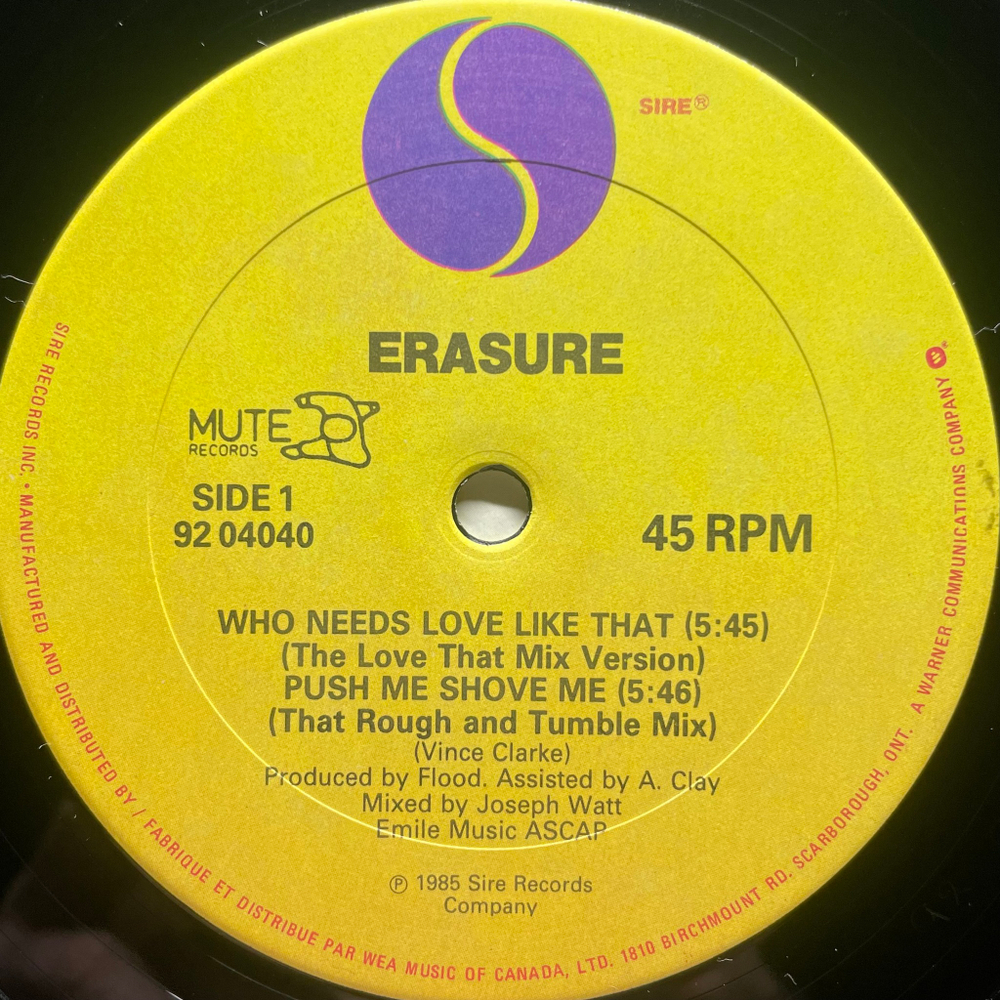 SIRE®
ERASURE
MUTE
RECORDS
SIDE 1
92 04040
45 RPM
WHO NEEDS LOVE LIKE THAT (5:45)
(The Love That Mix Version)
PUSH ME SHOVE ME (5:46)
(That Rough and Tumble Mix)
(Vince Clarke)
Produced by Flood. Assisted by A. Clay
Mixed by Joseph Watt
Emile Music ASCAP
℗ 1985 Sire Records
Company
SIRE RECORDS INC. • MANUFACTURED AND DISTRIBUTED BY / FABRIQUE ET DISTRIBUE PAR WEA MUSIC OF CANADA, LTD. 1810 BIRCHMOUNT RD. SCARBOROUGH, ONT. A WARNER COMMUNICATIONS COMPANY